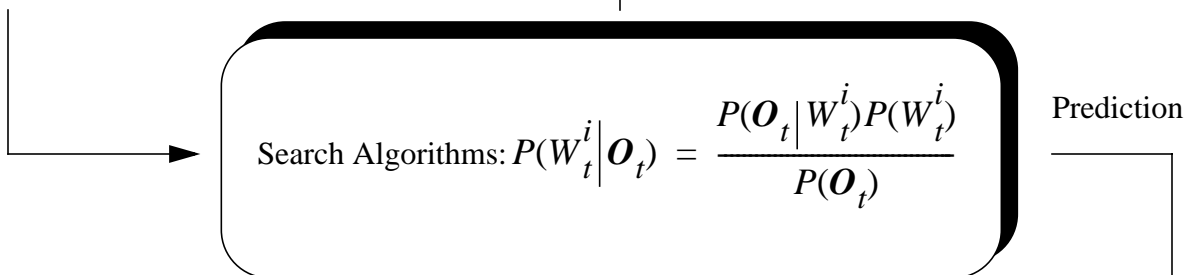 Search Algorithms: P(W_t^i|O_t) = P(O_t|W_t^i)P(W_t^i) / P(O_t)
Prediction